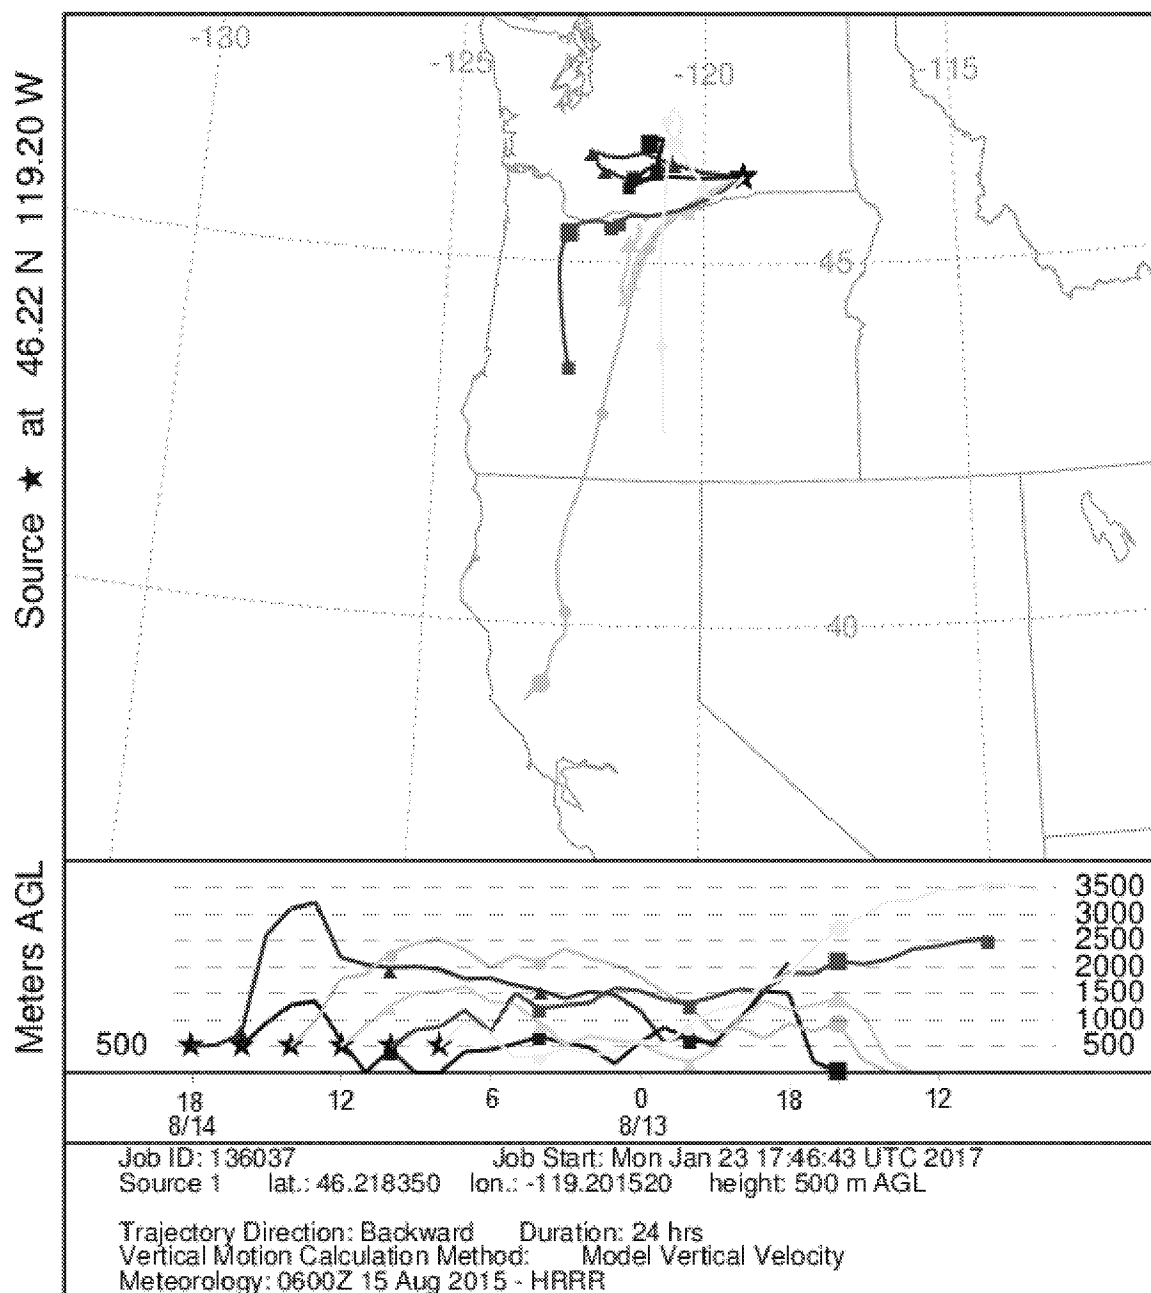 Source ★ at 46.22 N 119.20 W
-130
-125
-120
-115
45
40
Meters AGL
500
3500
3000
2500
2000
1500
1000
500
18 12 6 0 18 12
8/14 8/13
Job ID: 136037 Job Start: Mon Jan 23 17:46:43 UTC 2017
Source 1 lat.: 46.218350 lon.: -119.201520 height: 500 m AGL
Trajectory Direction: Backward Duration: 24 hrs
Vertical Motion Calculation Method: Model Vertical Velocity
Meteorology: 0600Z 15 Aug 2015 - HRRR